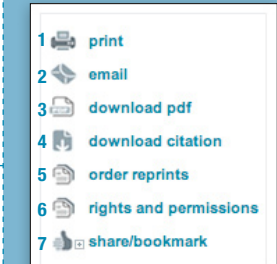 1 print
2 email
3 download pdf
4 download citation
5 order reprints
6 rights and permissions
7 share/bookmark